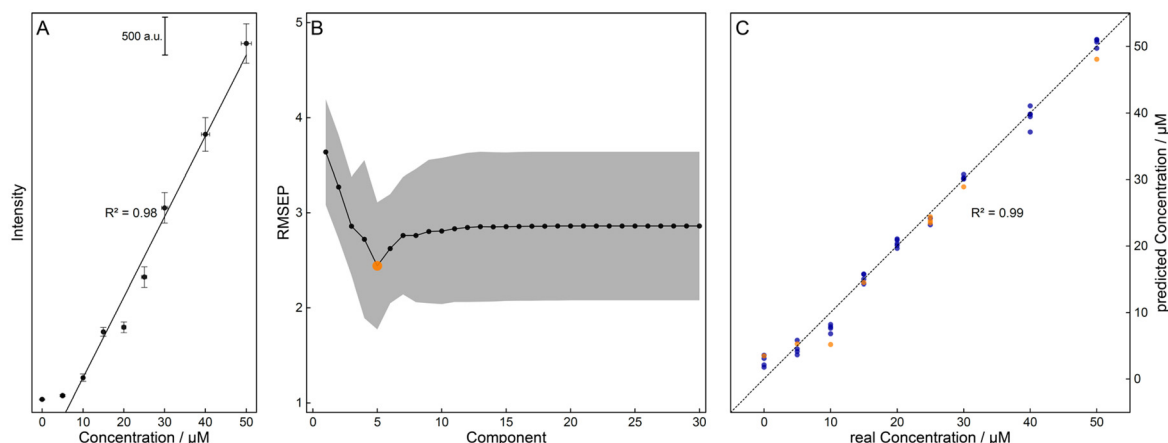 A
500 a.u.
R² = 0.98
Intensity
0 10 20 30 40 50
Concentration / µM
B
5
4
3
2
1
RMSEP
0 5 10 15 20 25 30
Component
C
50
40
30
20
10
0
R² = 0.99
predicted Concentration / µM
0 10 20 30 40 50
real Concentration / µM